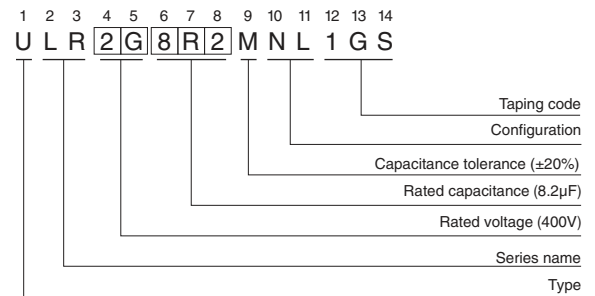 1 2 3 4 5 6 7 8 9 10 11 12 13 14
U L R 2 G 8 R 2 M N L 1 G S
Taping code
Configuration
Capacitance tolerance (±20%)
Rated capacitance (8.2µF)
Rated voltage (400V)
Series name
Type